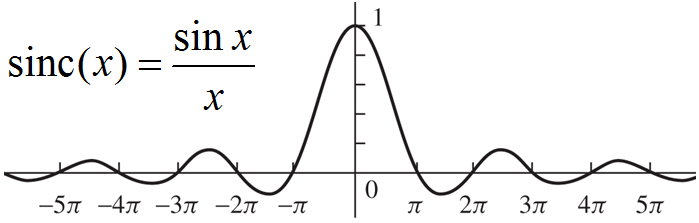 sinc(x) = sin x / x
1
0
−5π −4π −3π −2π −π π 2π 3π 4π 5π